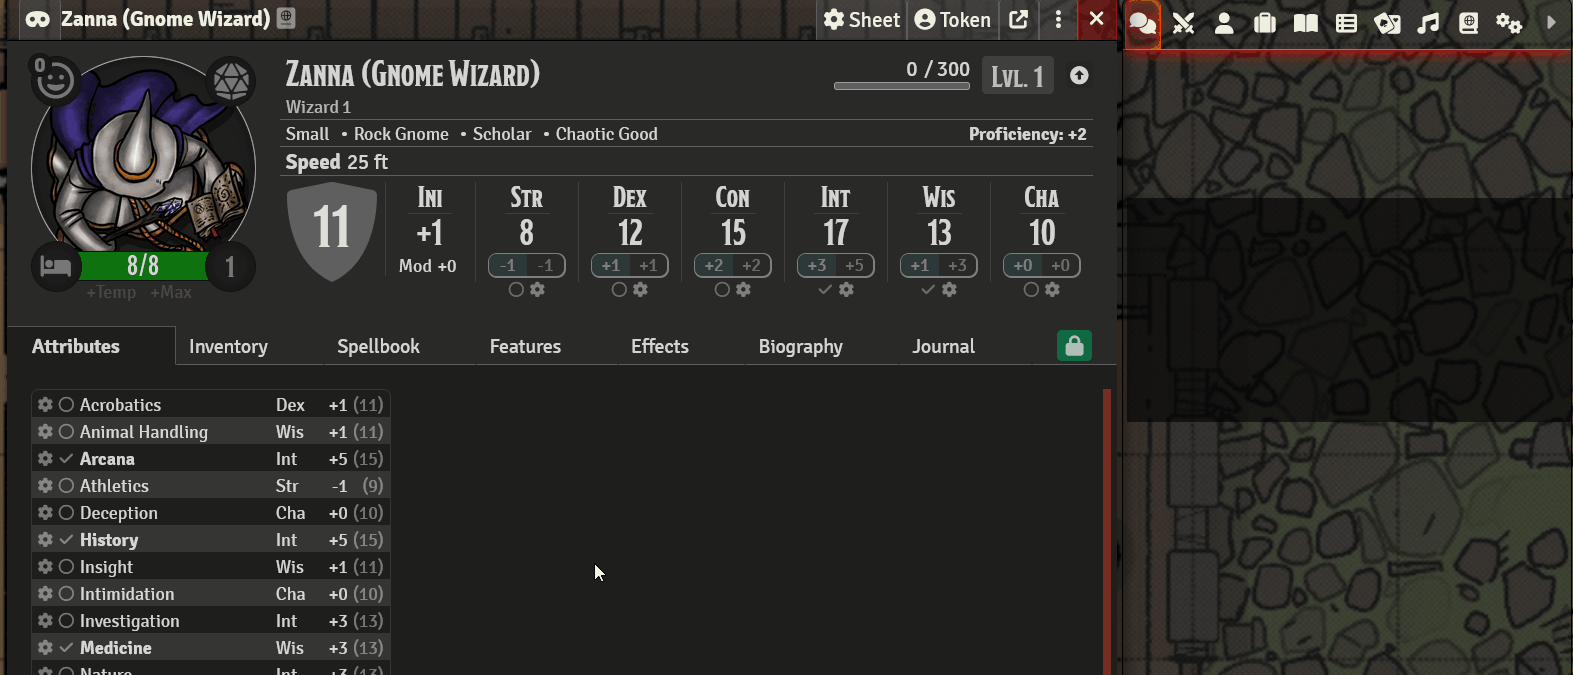 Zanna (Gnome Wizard) Sheet Token
0
Zanna (Gnome Wizard) 0 / 300 Lvl. 1
Wizard 1
Small • Rock Gnome • Scholar • Chaotic Good Proficiency: +2
Speed 25 ft
11 Ini Str Dex Con Int Wis Cha
+1 8 12 15 17 13 10
Mod +0 -1 -1 +1 +1 +2 +2 +3 +5 +1 +3 +0 +0
8/8 1
+Temp +Max
Attributes Inventory Spellbook Features Effects Biography Journal
Acrobatics Dex +1 (11)
Animal Handling Wis +1 (11)
Arcana Int +5 (15)
Athletics Str -1 (9)
Deception Cha +0 (10)
History Int +5 (15)
Insight Wis +1 (11)
Intimidation Cha +0 (10)
Investigation Int +3 (13)
Medicine Wis +3 (13)
Nature Int +3 (13)